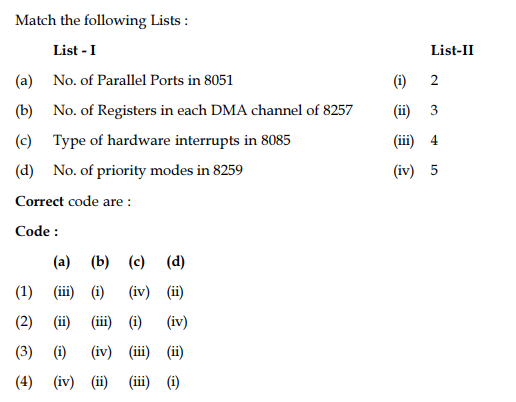 Match the following Lists :
List - I List-II
(a) No. of Parallel Ports in 8051 (i) 2
(b) No. of Registers in each DMA channel of 8257 (ii) 3
(c) Type of hardware interrupts in 8085 (iii) 4
(d) No. of priority modes in 8259 (iv) 5
Correct code are :
Code :
(a) (b) (c) (d)
(1) (iii) (i) (iv) (ii)
(2) (ii) (iii) (i) (iv)
(3) (i) (iv) (iii) (ii)
(4) (iv) (ii) (iii) (i)